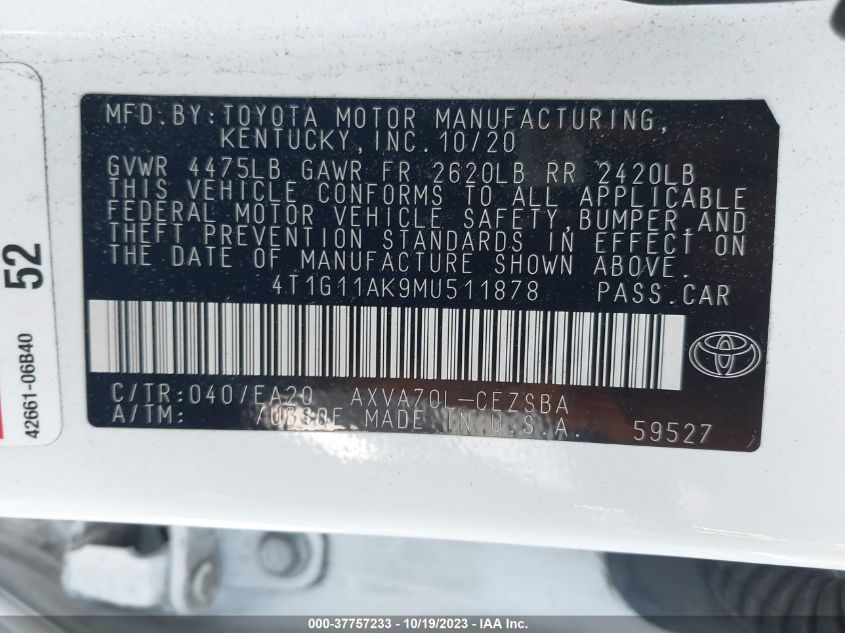 MFD.BY:TOYOTA MOTOR MANUFACTURING,
KENTUCKY,INC.10/20
GVWR 4475LB GAWR FR 2620LB RR 2420LB
THIS VEHICLE CONFORMS TO ALL APPLICABLE
FEDERAL MOTOR VEHICLE SAFETY,BUMPER,AND
THEFT PREVENTION STANDARDS IN EFFECT ON
THE DATE OF MANUFACTURE SHOWN ABOVE.
4T1G11AK9MU511878 PASS.CAR
C/TR:040/EA20 AXVA70L-CEZSBA
A/TM: /UB80F MADE IN U.S.A. 59527
52
42661-06B40
000-37757233 - 10/19/2023 - IAA Inc.